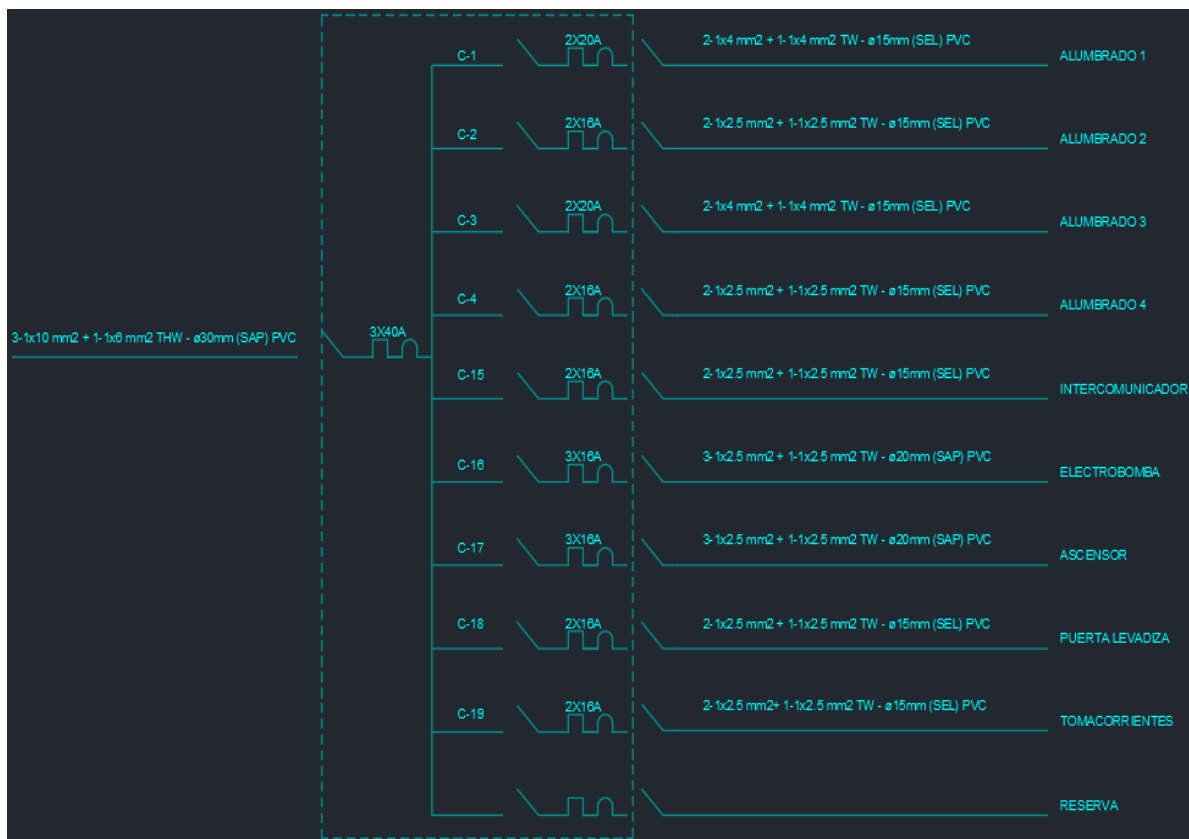 2X20A
2-1x4 mm2 + 1-1x4 mm2 TW - ø15mm (SEL) PVC
C-1
ALUMBRADO 1
2X16A
2-1x2.5 mm2 + 1-1x2.5 mm2 TW - ø15mm (SEL) PVC
C-2
ALUMBRADO 2
2X20A
2-1x4 mm2 + 1-1x4 mm2 TW - ø15mm (SEL) PVC
C-3
ALUMBRADO 3
2X16A
2-1x2.5 mm2 + 1-1x2.5 mm2 TW - ø15mm (SEL) PVC
C-4
ALUMBRADO 4
3-1x10 mm2 + 1-1x6 mm2 THW - ø30mm (SAP) PVC
3X40A
C-15
2X16A
2-1x2.5 mm2 + 1-1x2.5 mm2 TW - ø15mm (SEL) PVC
INTERCOMUNICADOR
C-16
3X16A
3-1x2.5 mm2 + 1-1x2.5 mm2 TW - ø20mm (SAP) PVC
ELECTROBOMBA
C-17
3X16A
3-1x2.5 mm2 + 1-1x2.5 mm2 TW - ø20mm (SAP) PVC
ASCENSOR
C-18
2X16A
2-1x2.5 mm2 + 1-1x2.5 mm2 TW - ø15mm (SEL) PVC
PUERTA LEVADIZA
C-19
2X16A
2-1x2.5 mm2+ 1-1x2.5 mm2 TW - ø15mm (SEL) PVC
TOMACORRIENTES
RESERVA